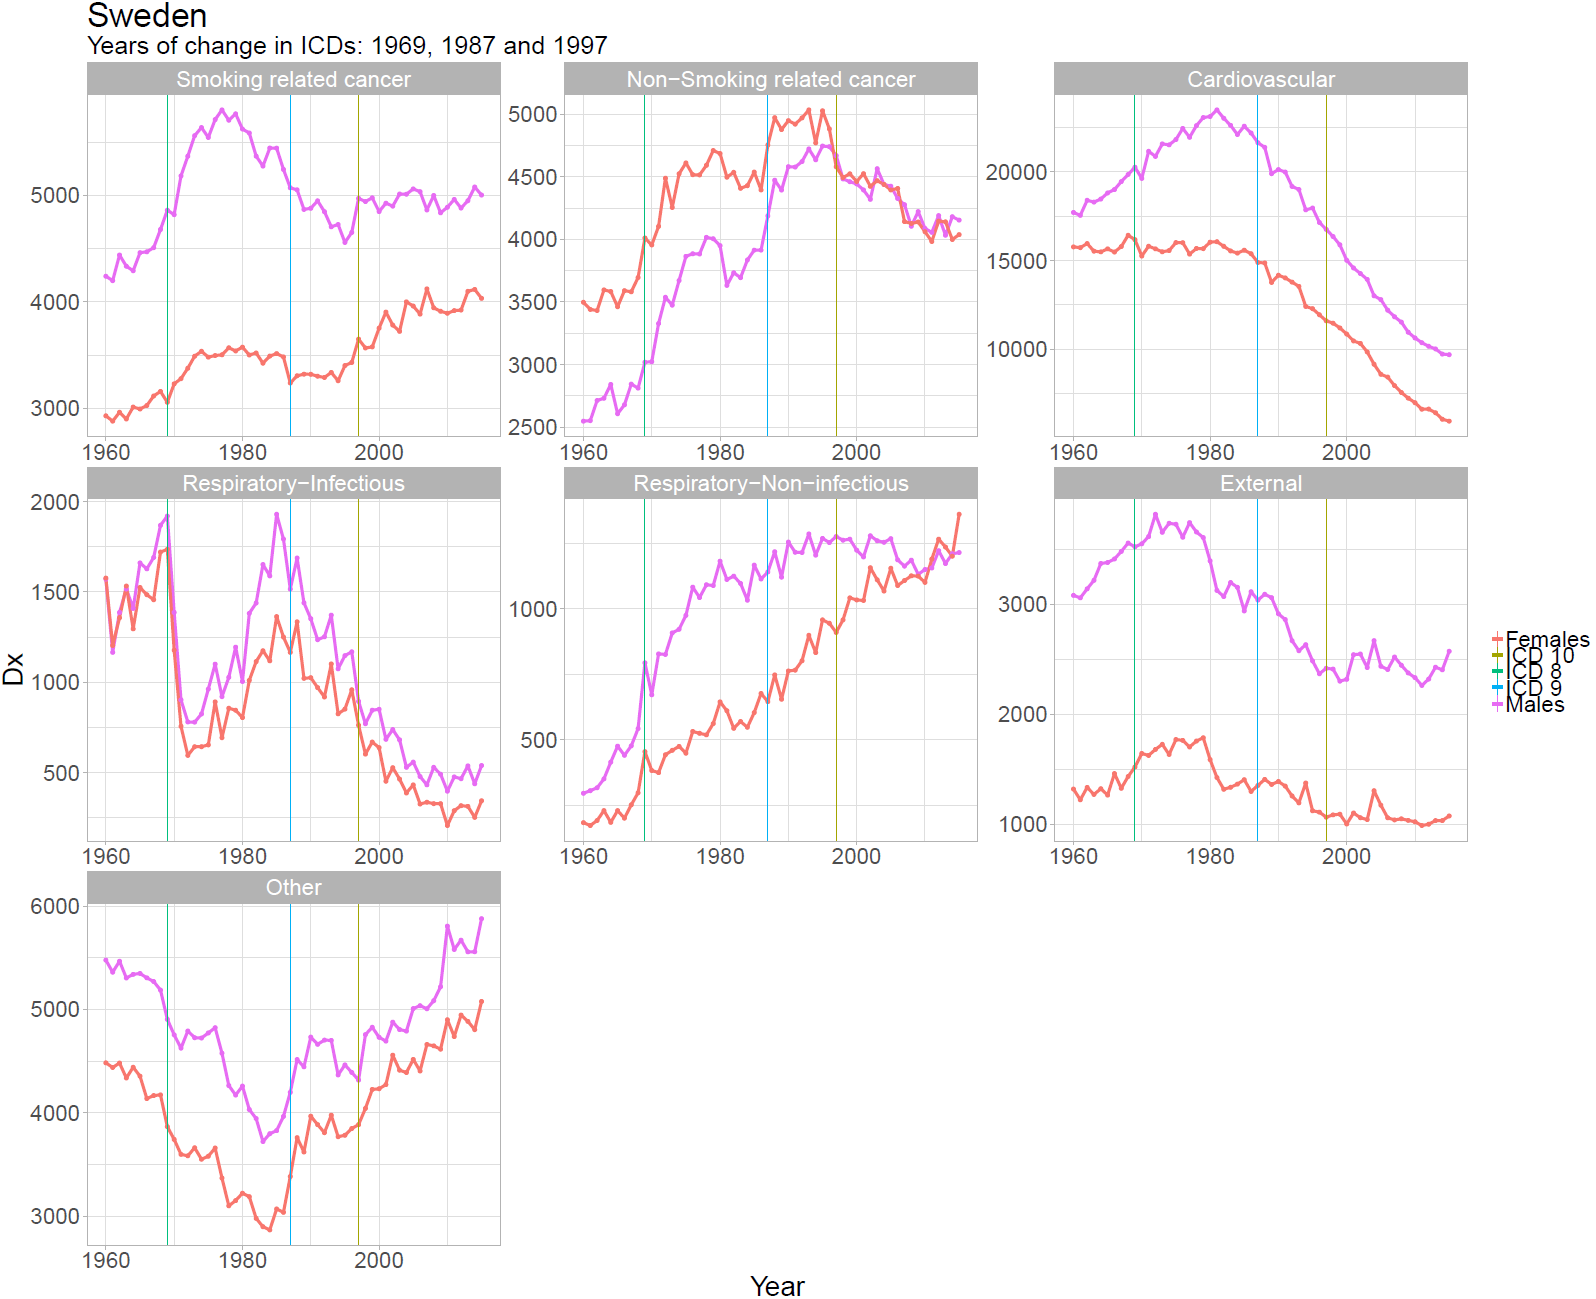 Sweden
Years of change in ICDs: 1969, 1987 and 1997
Smoking related cancer
Non−Smoking related cancer
Cardiovascular
5000
4000
3000
1960 1980 2000
5000
4500
4000
3500
3000
2500
1960 1980 2000
20000
15000
10000
1960 1980 2000
Respiratory−Infectious
Respiratory−Non−infectious
External
2000
1500
1000
500
1960 1980 2000
1000
500
1960 1980 2000
3000
2000
1000
1960 1980 2000
Other
6000
5000
4000
3000
1960 1980 2000
Dx
Year
Females
ICD 10
ICD 8
ICD 9
Males